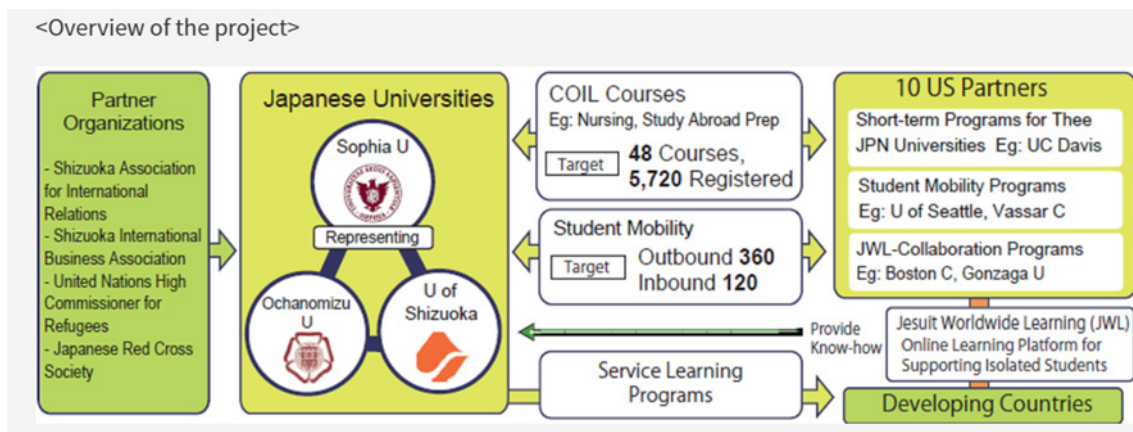 <Overview of the project>
Partner
Organizations
- Shizuoka Association
for International
Relations
- Shizuoka International
Business Association
- United Nations High
Commissioner for
Refugees
- Japanese Red Cross
Society
Japanese Universities
Sophia U
Representing
Ochanomizu
U
U of
Shizuoka
COIL Courses
Eg: Nursing, Study Abroad Prep
Target
48 Courses,
5,720 Registered
Student Mobility
Target
Outbound 360
Inbound 120
Provide
Know-how
Service Learning
Programs
10 US Partners
Short-term Programs for Thee
JPN Universities Eg: UC Davis
Student Mobility Programs
Eg: U of Seattle, Vassar C
JWL-Collaboration Programs
Eg: Boston C, Gonzaga U
Jesuit Worldwide Learning (JWL)
Online Learning Platform for
Supporting Isolated Students
Developing Countries